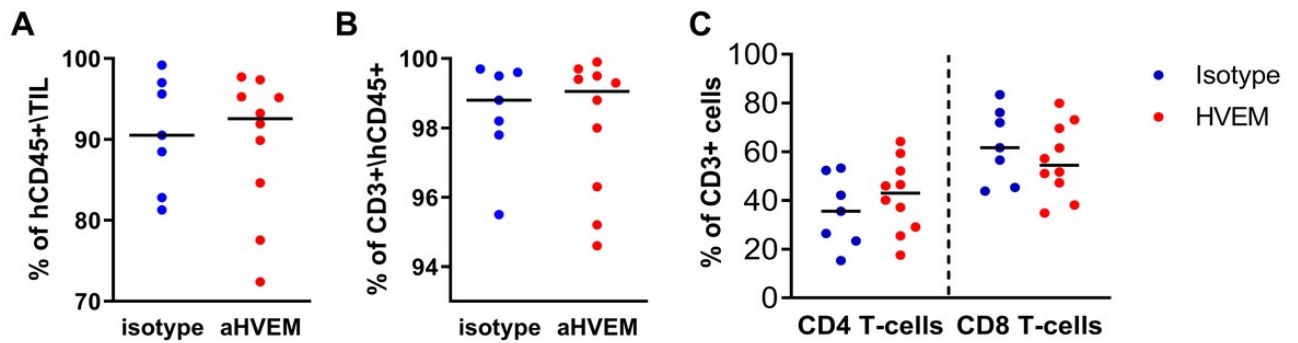 A
% of hCD45+\TIL
100
90
80
70
isotype aHVEM
B
% of CD3+\hCD45+
100
98
96
94
isotype aHVEM
C
% of CD3+ cells
100
80
60
40
20
0
CD4 T-cells CD8 T-cells
Isotype
HVEM